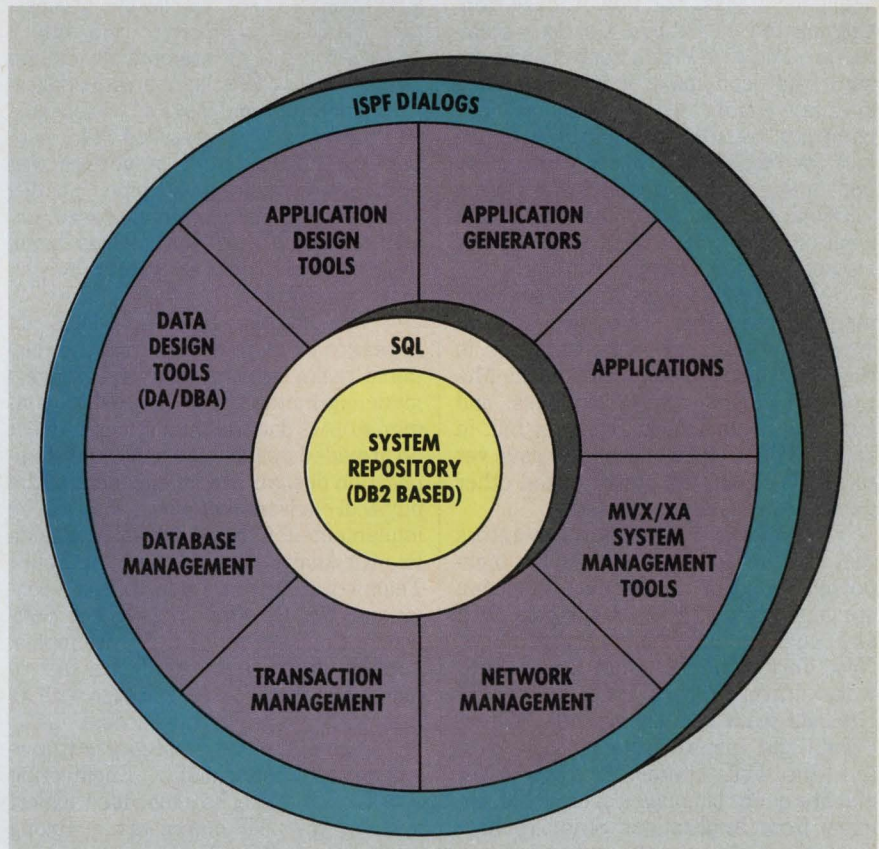 ISPF DIALOGS
APPLICATION
DESIGN
TOOLS
APPLICATION
GENERATORS
DATA
DESIGN
TOOLS
(DA/DBA)
SQL
APPLICATIONS
SYSTEM
REPOSITORY
(DB2 BASED)
DATABASE
MANAGEMENT
MVX/XA
SYSTEM
MANAGEMENT
TOOLS
TRANSACTION
MANAGEMENT
NETWORK
MANAGEMENT